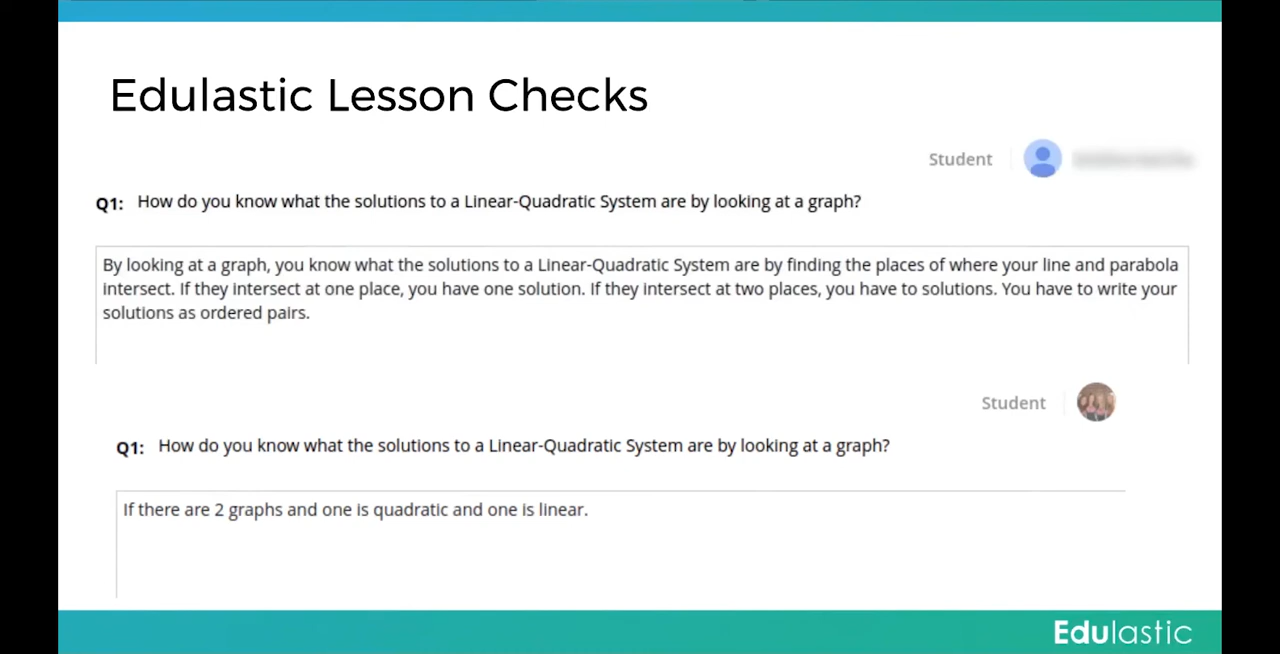 Edulastic Lesson Checks
Student
Q1: How do you know what the solutions to a Linear-Quadratic System are by looking at a graph?
By looking at a graph, you know what the solutions to a Linear-Quadratic System are by finding the places of where your line and parabola
intersect. If they intersect at one place, you have one solution. If they intersect at two places, you have to solutions. You have to write your
solutions as ordered pairs.
Student
Q1: How do you know what the solutions to a Linear-Quadratic System are by looking at a graph?
If there are 2 graphs and one is quadratic and one is linear.
Edulastic